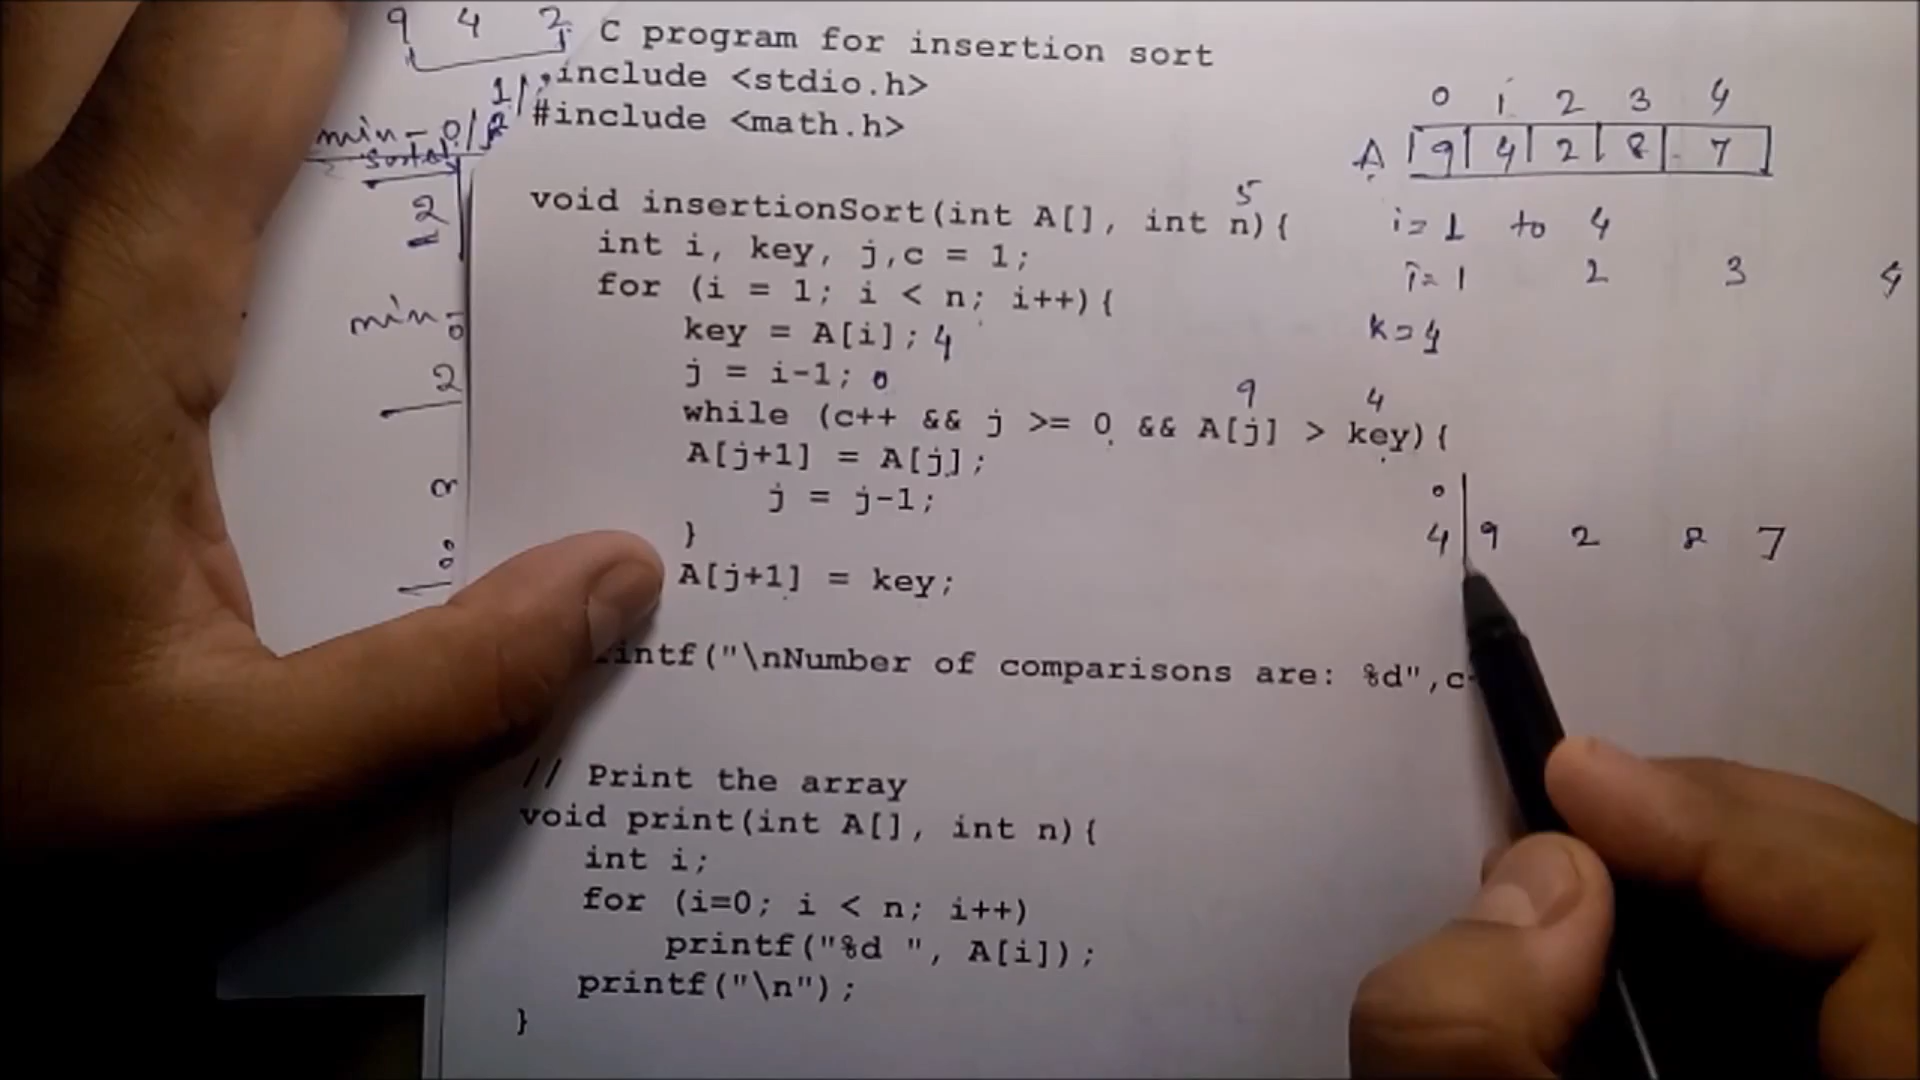 9 4 2
C program for insertion sort
include <stdio.h>
#include <math.h>
min - 0/
sorted
2
min
2
0 1 2 3 4
A 9 4 2 8 7
5
void insertionSort(int A[], int n){
i=1 to 4
int i, key, j,c = 1;
i=1 2 3 4
for (i = 1; i < n; i++){
key = A[i]; 4
k=4
j = i-1; 0
9 4
while (c++ && j >= 0 && A[j] > key){
A[j+1] = A[j];
j = j-1;
0
4 9 2 8 7
}
A[j+1] = key;
intf("\nNumber of comparisons are: %d",c
// Print the array
void print(int A[], int n){
int i;
for (i=0; i < n; i++)
printf("%d ", A[i]);
printf("\n");
}